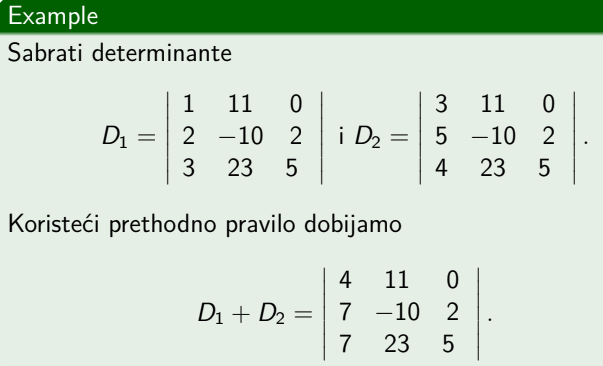 Example
Sabrati determinante
D₁ = | 1 11 0 | i D₂ = | 3 11 0 | .
| 2 −10 2 | | 5 −10 2 |
| 3 23 5 | | 4 23 5 |
Koristeći prethodno pravilo dobijamo
D₁ + D₂ = | 4 11 0 | .
| 7 −10 2 |
| 7 23 5 |